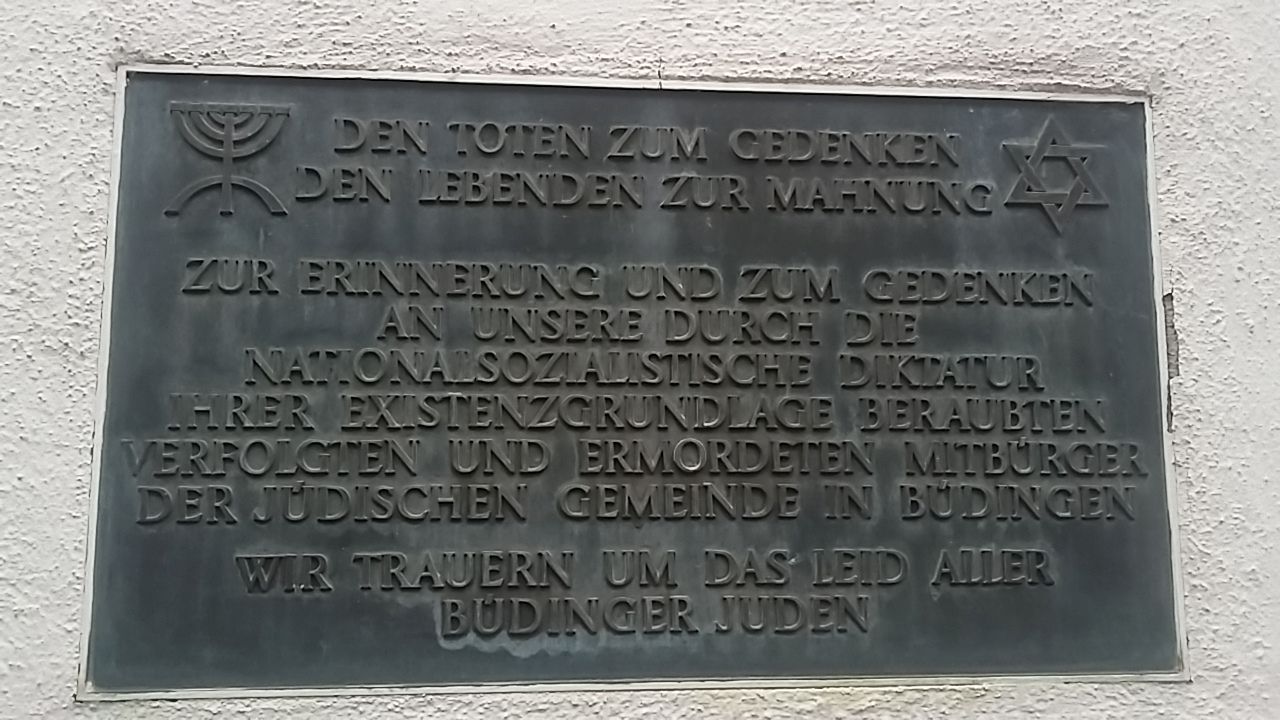 DEN TOTEN ZUM GEDENKEN
DEN LEBENDEN ZUR MAHNUNG
ZUR ERINNERUNG UND ZUM GEDENKEN
AN UNSERE DURCH DIE
NATIONALSOZIALISTISCHE DIKTATUR
IHRER EXISTENZGRUNDLAGE BERAUBTEN
VERFOLGTEN UND ERMORDETEN MITBÜRGER
DER JÜDISCHEN GEMEINDE IN BÜDINGEN
WIR TRAUERN UM DAS LEID ALLER
BÜDINGER JUDEN